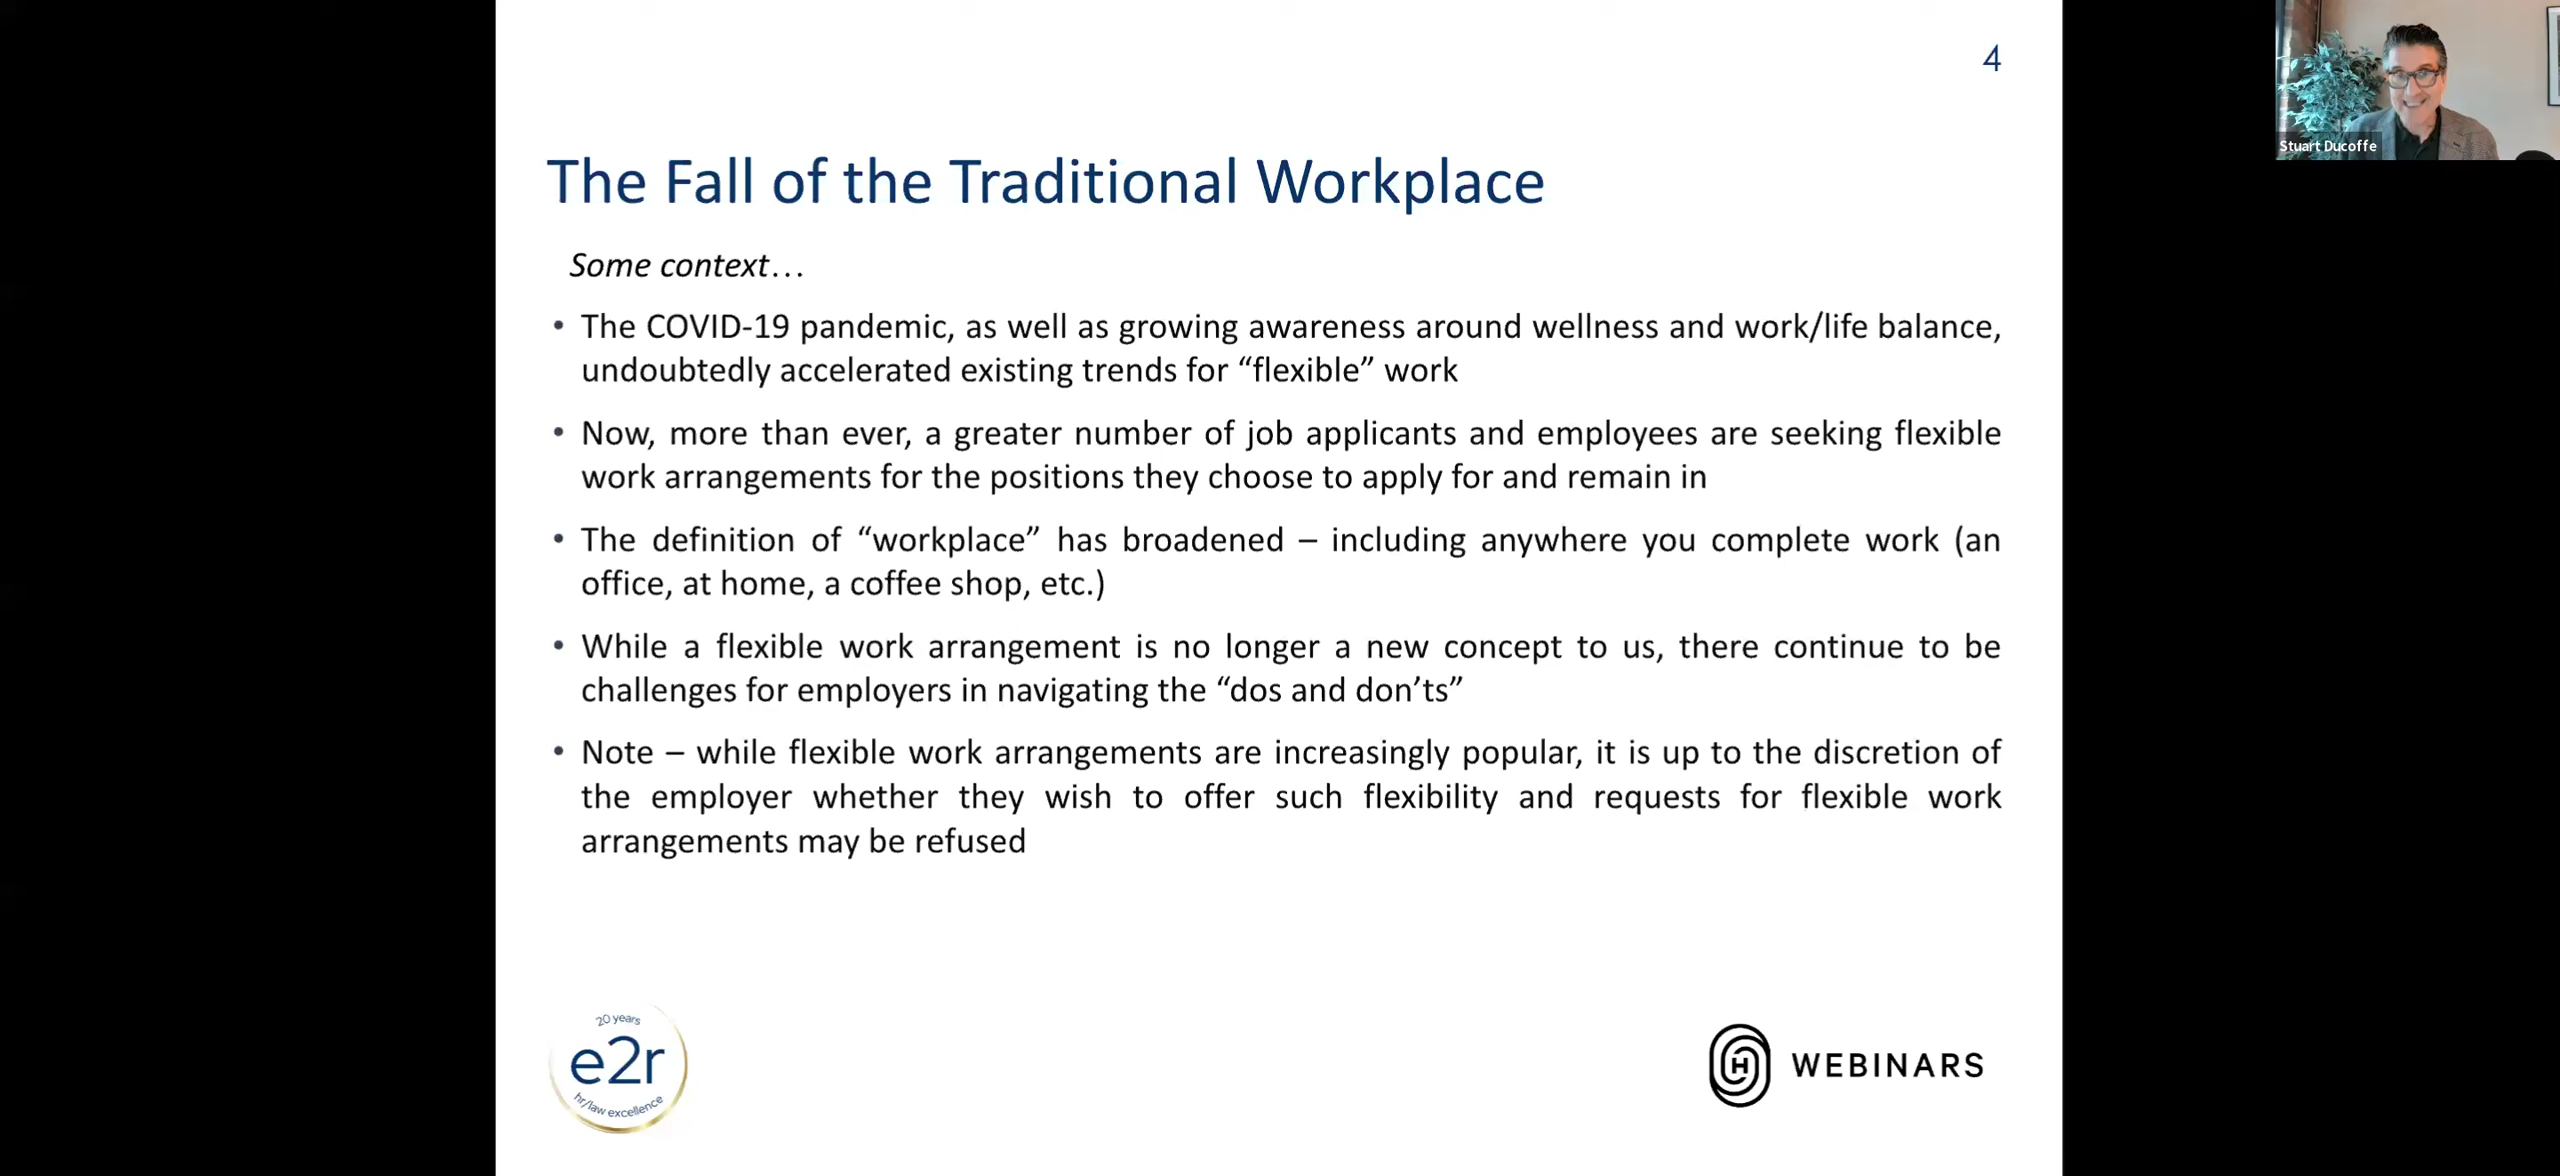 4
Stuart Ducoffe
The Fall of the Traditional Workplace
Some context…
• The COVID-19 pandemic, as well as growing awareness around wellness and work/life balance,
undoubtedly accelerated existing trends for “flexible” work
• Now, more than ever, a greater number of job applicants and employees are seeking flexible
work arrangements for the positions they choose to apply for and remain in
• The definition of “workplace” has broadened – including anywhere you complete work (an
office, at home, a coffee shop, etc.)
• While a flexible work arrangement is no longer a new concept to us, there continue to be
challenges for employers in navigating the “dos and don’ts”
• Note – while flexible work arrangements are increasingly popular, it is up to the discretion of
the employer whether they wish to offer such flexibility and requests for flexible work
arrangements may be refused
20 years
e2r
hr/law excellence
H WEBINARS